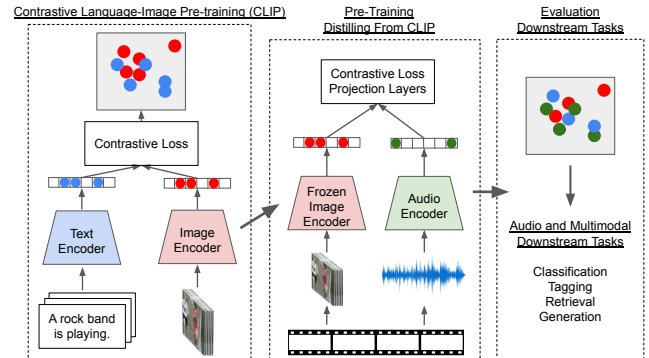 Contrastive Language-Image Pre-training (CLIP)
Contrastive Loss
Text
Encoder
Image
Encoder
A rock band
is playing.
Pre-Training
Distilling From CLIP
Contrastive Loss
Projection Layers
Frozen
Image
Encoder
Audio
Encoder
Evaluation
Downstream Tasks
Audio and Multimodal
Downstream Tasks
Classification
Tagging
Retrieval
Generation